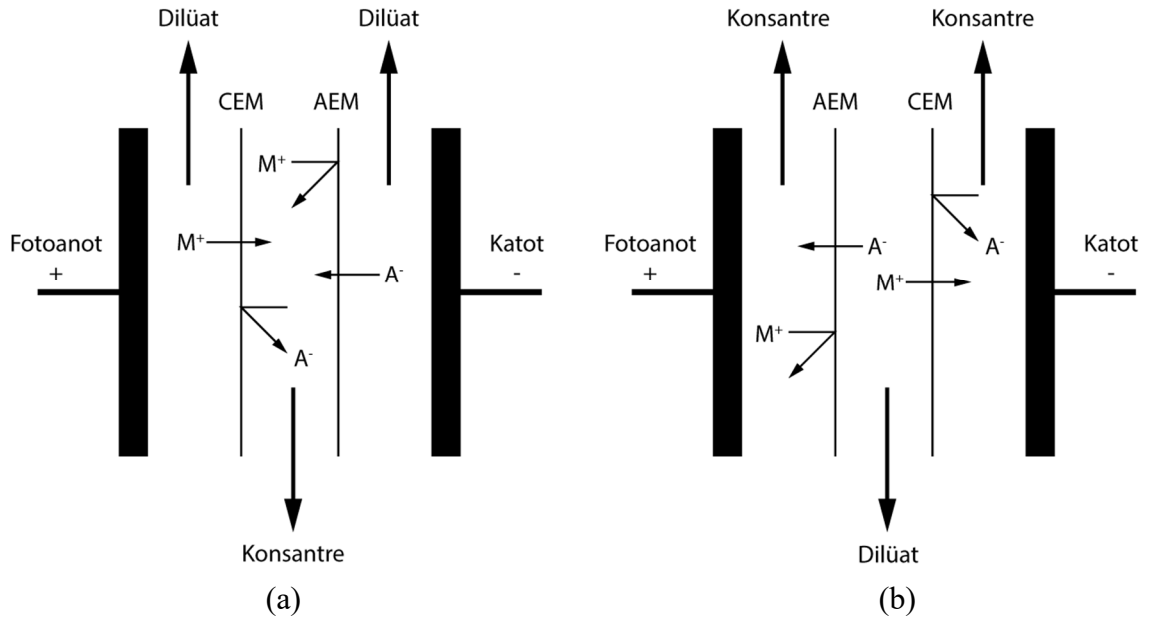 Dilüat
Dilüat
CEM
AEM
M⁺
M⁺
Fotoanot
+
Katot
-
A⁻
A⁻
Konsantre
(a)
Konsantre
Konsantre
AEM
CEM
A⁻
A⁻
Fotoanot
+
M⁺
Katot
-
M⁺
Dilüat
(b)